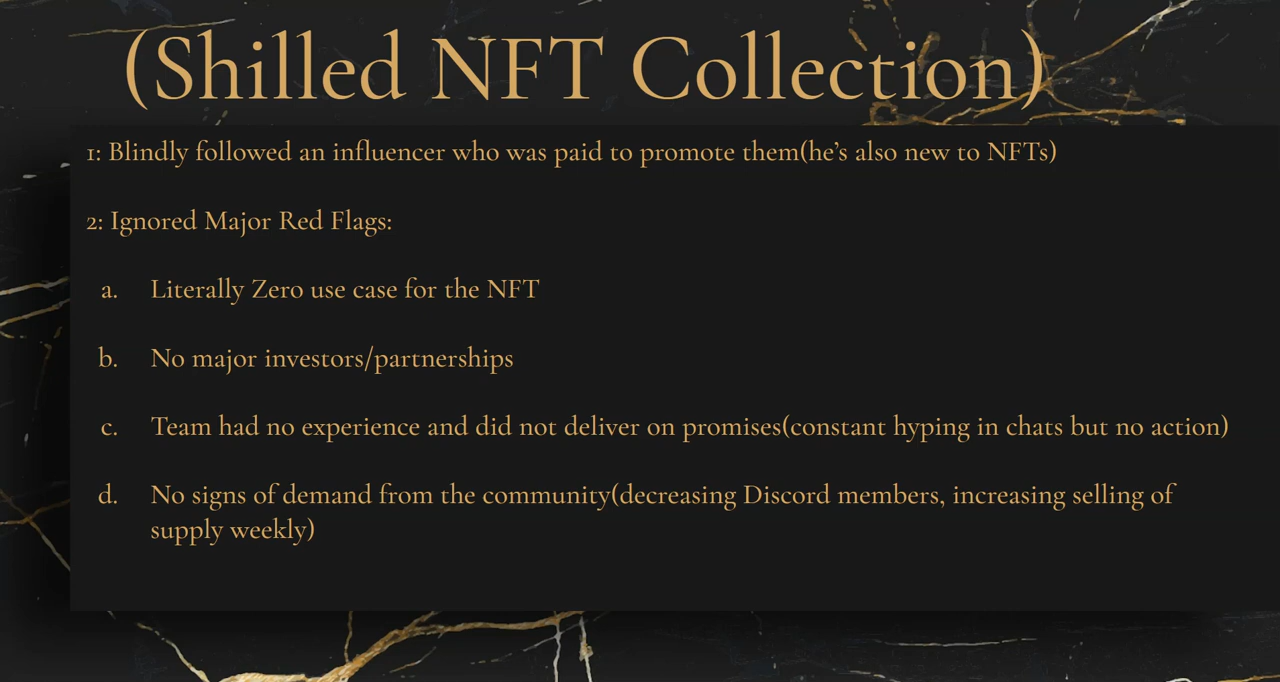 (Shilled NFT Collection)
1: Blindly followed an influencer who was paid to promote them(he’s also new to NFTs)
2: Ignored Major Red Flags:
a. Literally Zero use case for the NFT
b. No major investors/partnerships
c. Team had no experience and did not deliver on promises(constant hyping in chats but no action)
d. No signs of demand from the community(decreasing Discord members, increasing selling of
supply weekly)